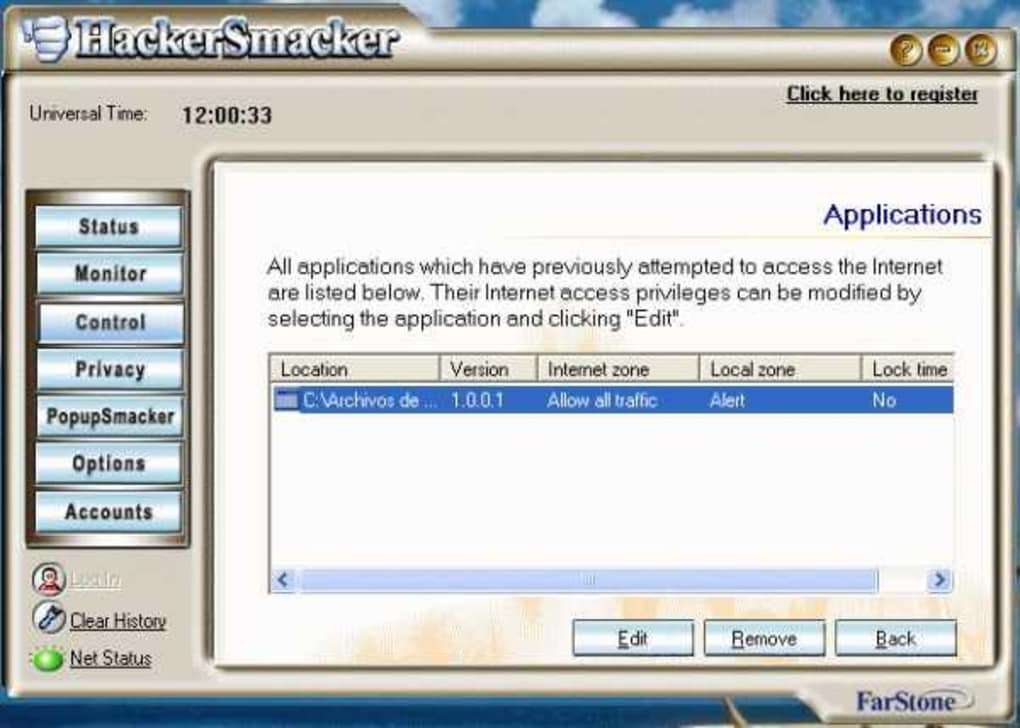 HackerSmacker
Click here to register
Universal Time: 12:00:33
Status
Monitor
Control
Privacy
PopupSmacker
Options
Accounts
Log In
Clear History
Net Status
Applications
All applications which have previously attempted to access the Internet
are listed below. Their Internet access privileges can be modified by
selecting the application and clicking "Edit".
Location Version Internet zone Local zone Lock time
C:\Archivos de ... 1.0.0.1 Allow all traffic Alert No
Edit Remove Back
FarStone